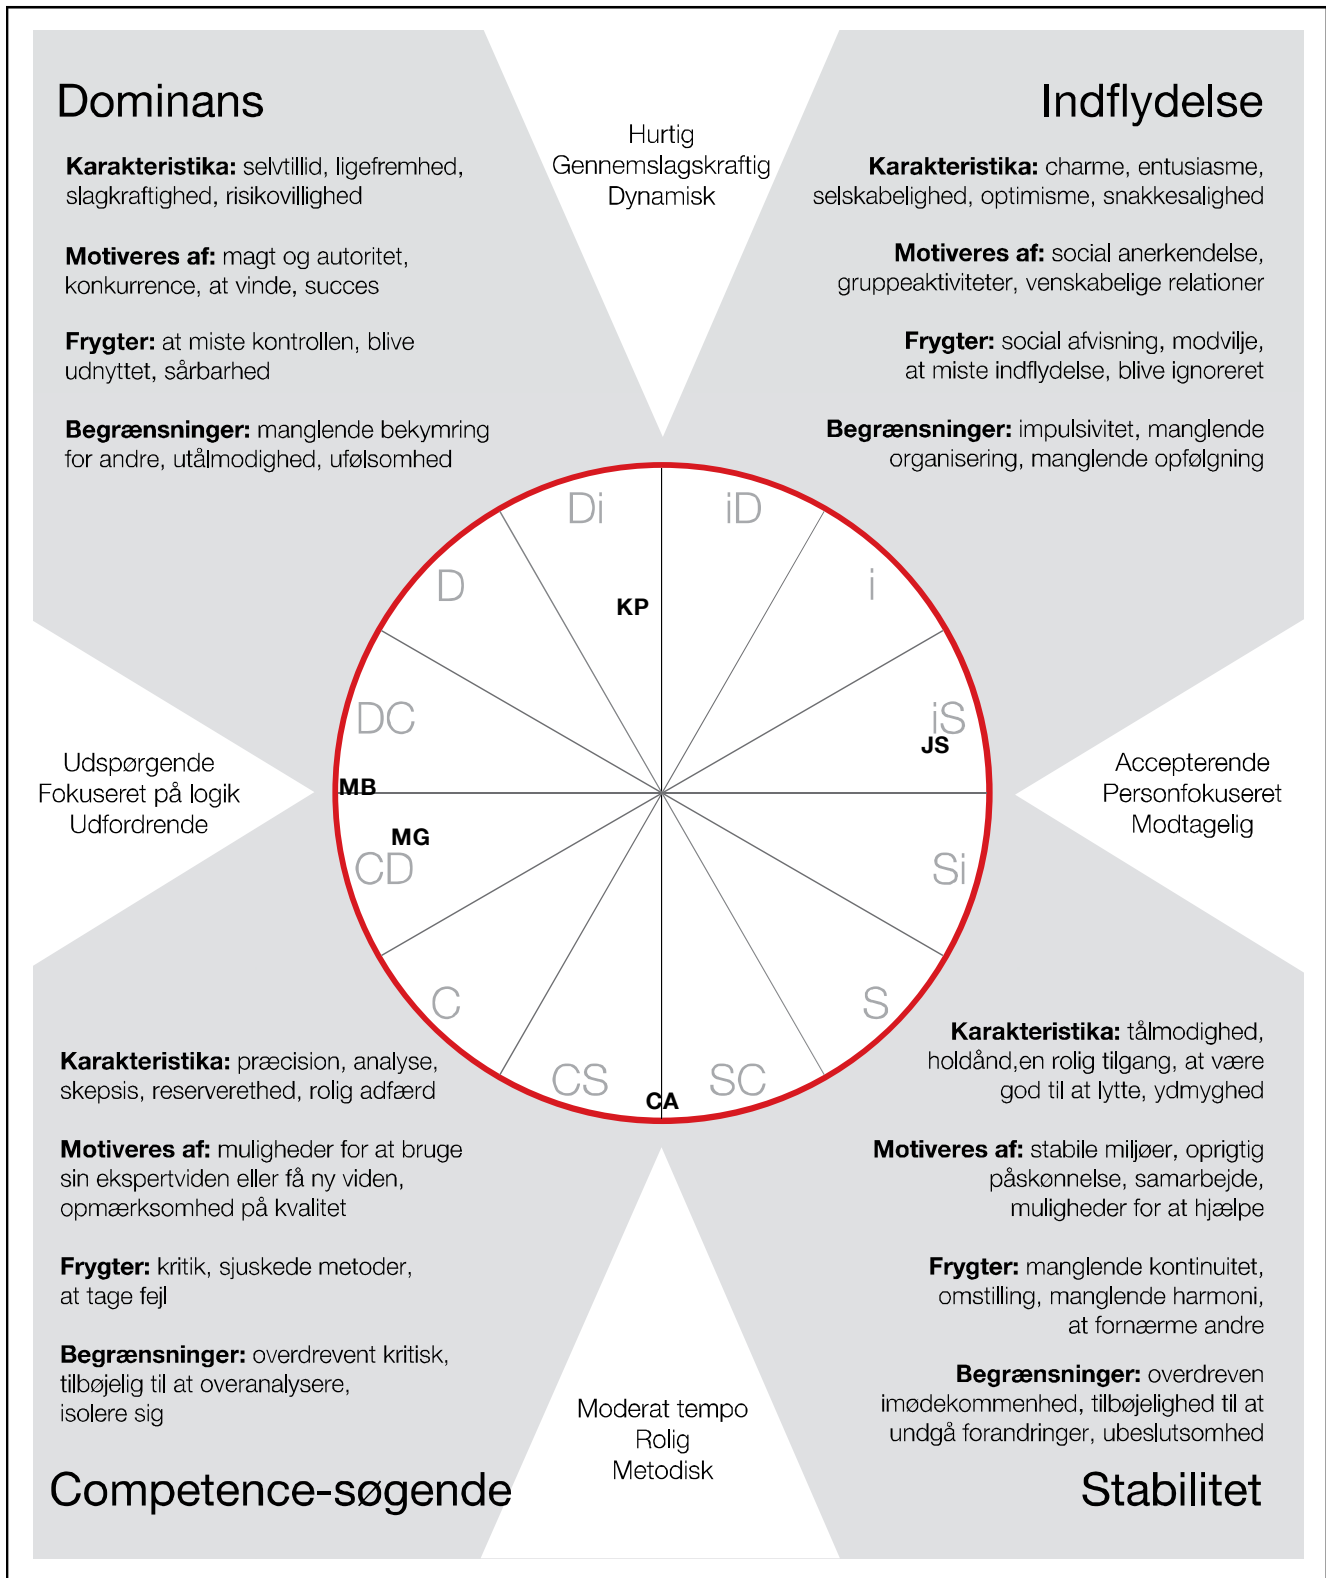 Dominans
Karakteristika: selvtillid, ligefremhed,
slagkraftighed, risikovillighed
Motiveres af: magt og autoritet,
konkurrence, at vinde, succes
Frygter: at miste kontrollen, blive
udnyttet, sårbarhed
Begrænsninger: manglende bekymring
for andre, utålmodighed, ufølsomhed
Hurtig
Gennemslagskraftig
Dynamisk
Indflydelse
Karakteristika: charme, entusiasme,
selskabelighed, optimisme, snakkesalighed
Motiveres af: social anerkendelse,
gruppeaktiviteter, venskabelige relationer
Frygter: social afvisning, modvilje,
at miste indflydelse, blive ignoreret
Begrænsninger: impulsivitet, manglende
organisering, manglende opfølgning
Di
iD
D
i
KP
DC
iS
JS
Udspørgende
Fokuseret på logik
Udfordrende
MB
MG
CD
Si
Accepterende
Personfokuseret
Modtagelig
C
S
CS
SC
CA
Karakteristika: præcision, analyse,
skepsis, reserverethed, rolig adfærd
Motiveres af: muligheder for at bruge
sin ekspertviden eller få ny viden,
opmærksomhed på kvalitet
Frygter: kritik, sjuskede metoder,
at tage fejl
Begrænsninger: overdrevent kritisk,
tilbøjelig til at overanalysere,
isolere sig
Competence-søgende
Moderat tempo
Rolig
Metodisk
Karakteristika: tålmodighed,
holdånd,en rolig tilgang, at være
god til at lytte, ydmyghed
Motiveres af: stabile miljøer, oprigtig
påskønnelse, samarbejde,
muligheder for at hjælpe
Frygter: manglende kontinuitet,
omstilling, manglende harmoni,
at fornærme andre
Begrænsninger: overdreven
imødekommenhed, tilbøjelighed til at
undgå forandringer, ubeslutsomhed
Stabilitet